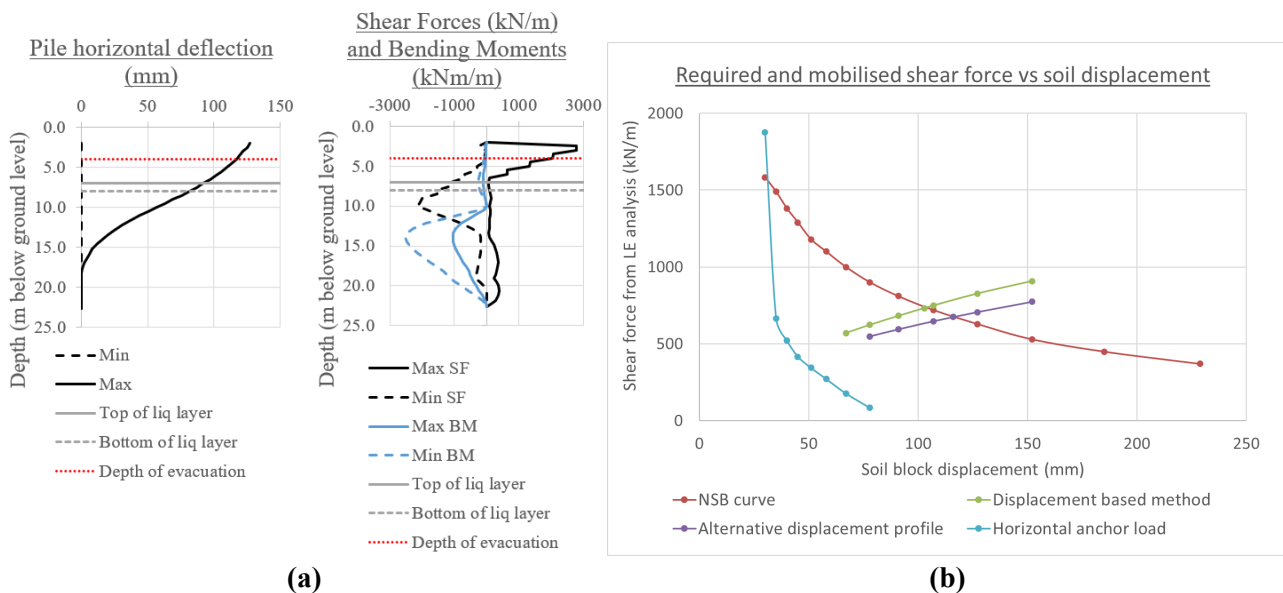 Pile horizontal deflection
(mm)
0 50 100 150
0.0
5.0
10.0
15.0
20.0
25.0
Depth (m below ground level)
Min
Max
Top of liq layer
Bottom of liq layer
Depth of evacuation
Shear Forces (kN/m)
and Bending Moments
(kNm/m)
-3000 -1000 1000 3000
0.0
5.0
10.0
15.0
20.0
25.0
Depth (m below ground level)
Max SF
Min SF
Max BM
Min BM
Top of liq layer
Bottom of liq layer
Depth of evacuation
(a)
Required and mobilised shear force vs soil displacement
2000
1500
1000
500
0
Shear force from LE analysis (kN/m)
0 50 100 150 200 250
Soil block displacement (mm)
NSB curve
Displacement based method
Alternative displacement profile
Horizontal anchor load
(b)